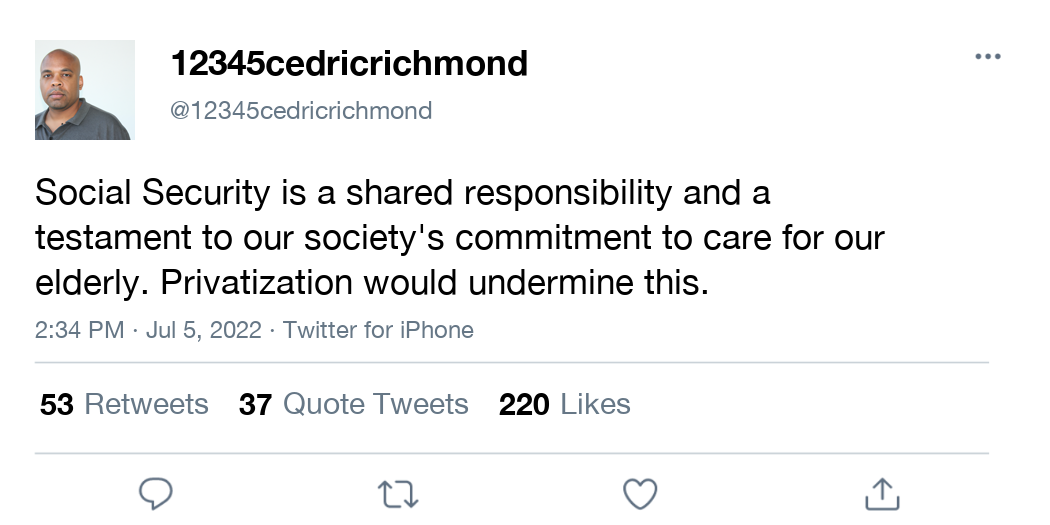 12345cedricrichmond
@12345cedricrichmond
Social Security is a shared responsibility and a
testament to our society's commitment to care for our
elderly. Privatization would undermine this.
2:34 PM · Jul 5, 2022 · Twitter for iPhone
53 Retweets 37 Quote Tweets 220 Likes